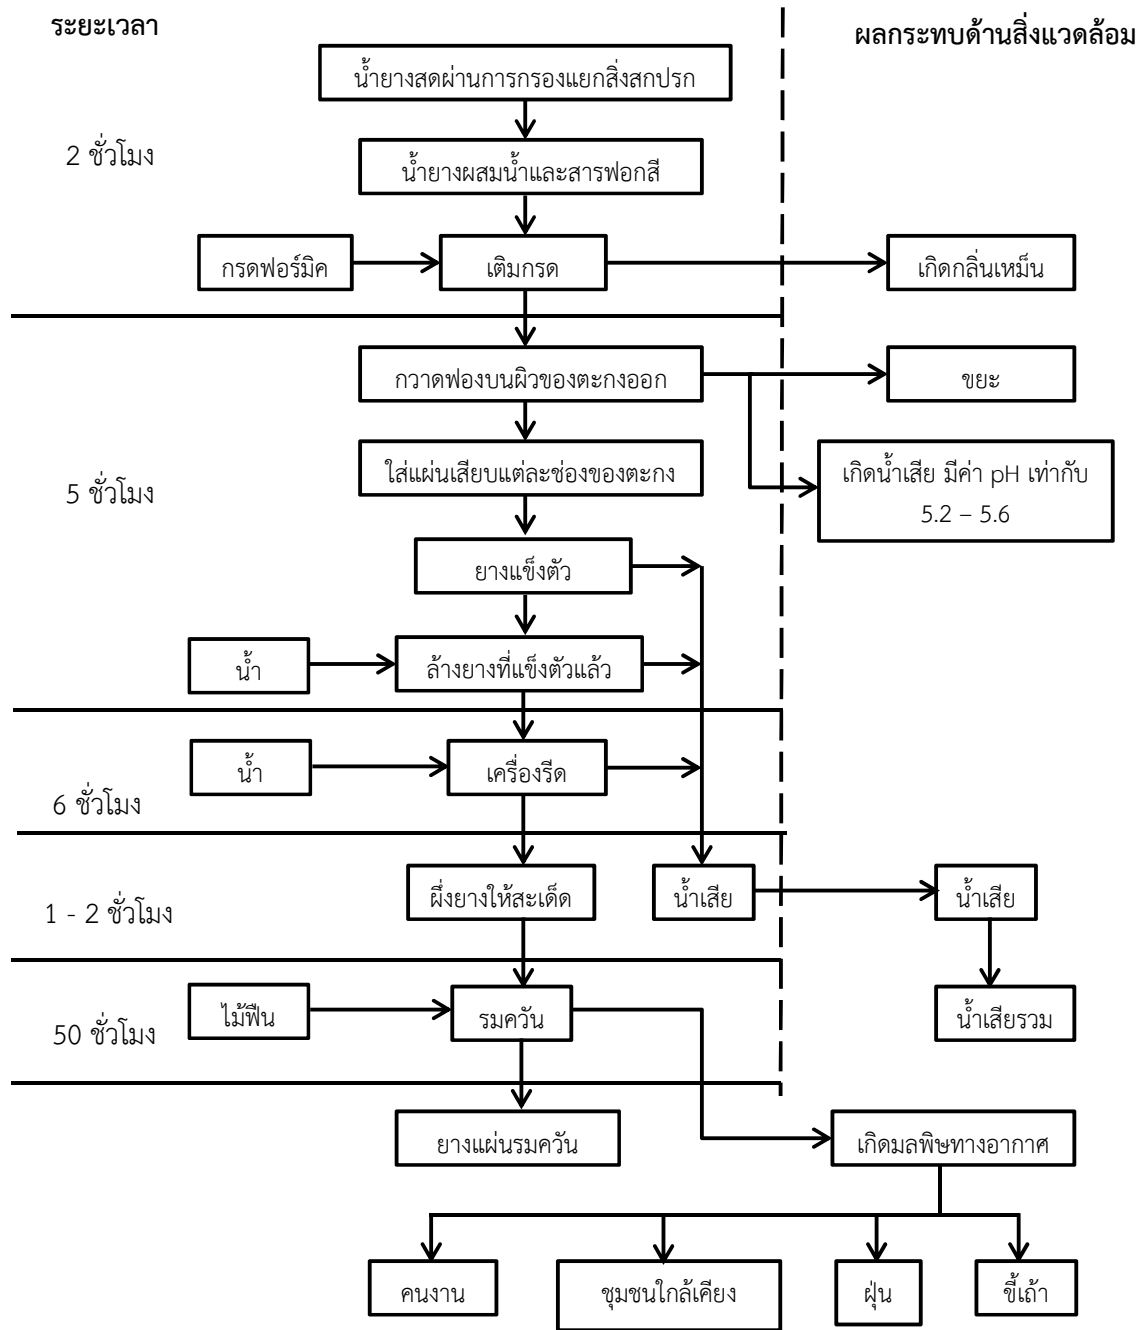 ระยะเวลา
ผลกระทบด้านสิ่งแวดล้อม
น้ำยางสดผ่านการกรองแยกสิ่งสกปรก
2 ชั่วโมง
น้ำยางผสมน้ำและสารฟอกสี
กรดฟอร์มิค
เติมกรด
เกิดกลิ่นเหม็น
กวาดฟองบนผิวของตะกงออก
ขยะ
5 ชั่วโมง
ใส่แผ่นเสียบแต่ละช่องของตะกง
เกิดน้ำเสีย มีค่า pH เท่ากับ
5.2 – 5.6
ยางแข็งตัว
น้ำ
ล้างยางที่แข็งตัวแล้ว
น้ำ
เครื่องรีด
6 ชั่วโมง
ผึ่งยางให้สะเด็ด
น้ำเสีย
น้ำเสีย
1 - 2 ชั่วโมง
ไม้ฟืน
รมควัน
น้ำเสียรวม
50 ชั่วโมง
ยางแผ่นรมควัน
เกิดมลพิษทางอากาศ
คนงาน
ชุมชนใกล้เคียง
ฝุ่น
ขี้เถ้า